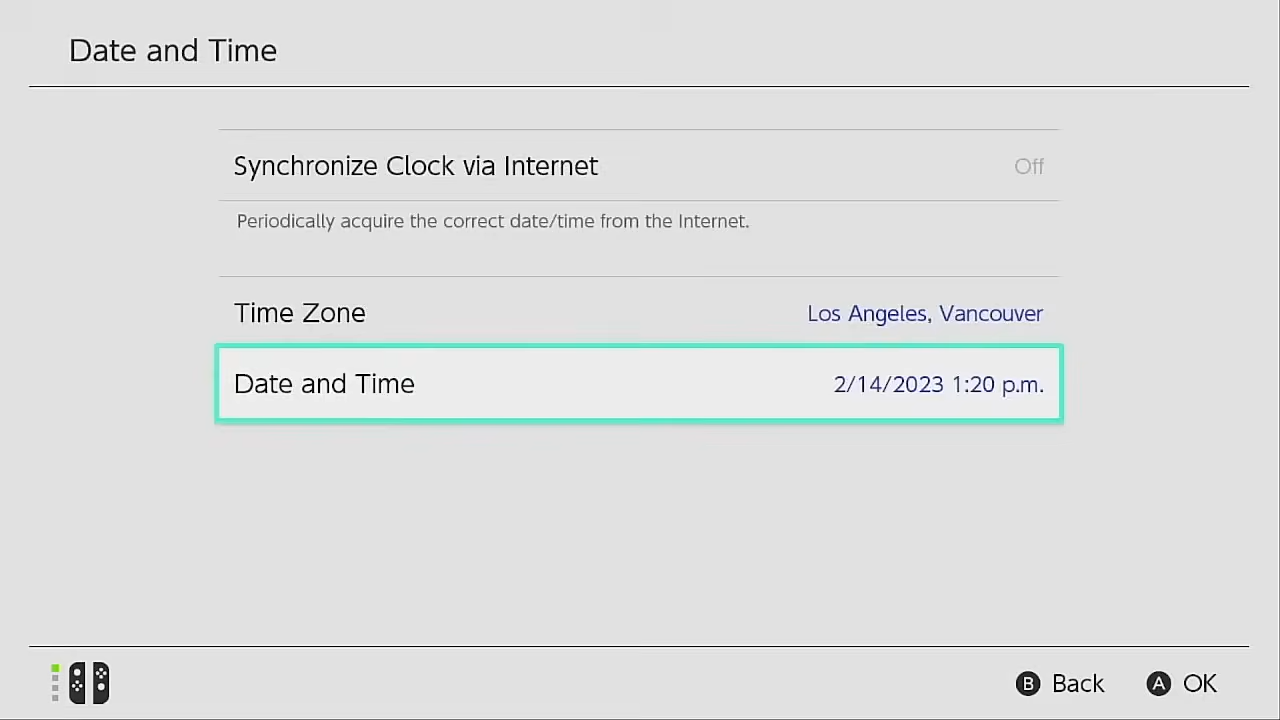 Date and Time
Synchronize Clock via Internet Off
Periodically acquire the correct date/time from the Internet.
Time Zone Los Angeles, Vancouver
Date and Time 2/14/2023 1:20 p.m.
B Back A OK